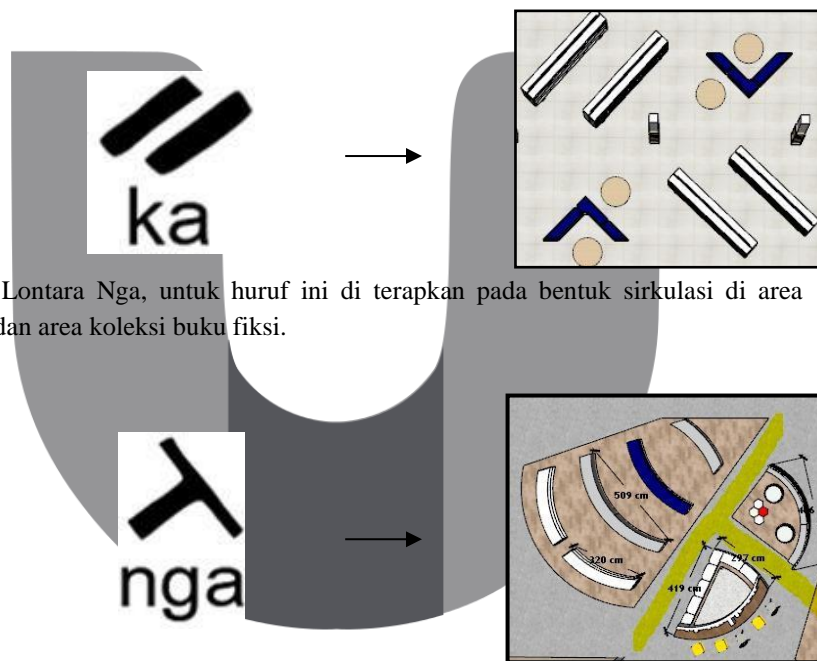 ka
Lontara Nga, untuk huruf ini di terapkan pada bentuk sirkulasi di area
dan area koleksi buku fiksi.
nga
509 cm
320 cm
297 cm
419 cm